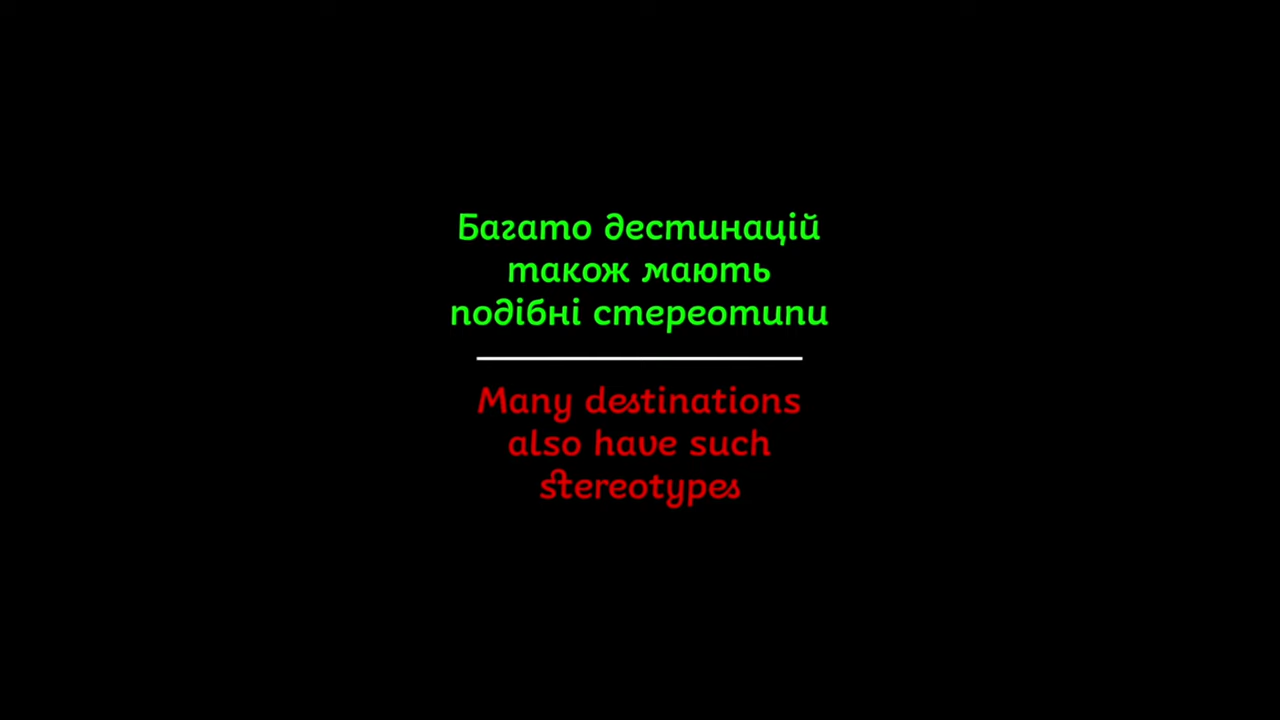 Багато дестинацій
також мають
подібні стереотипи
Many destinations
also have such
stereotypes